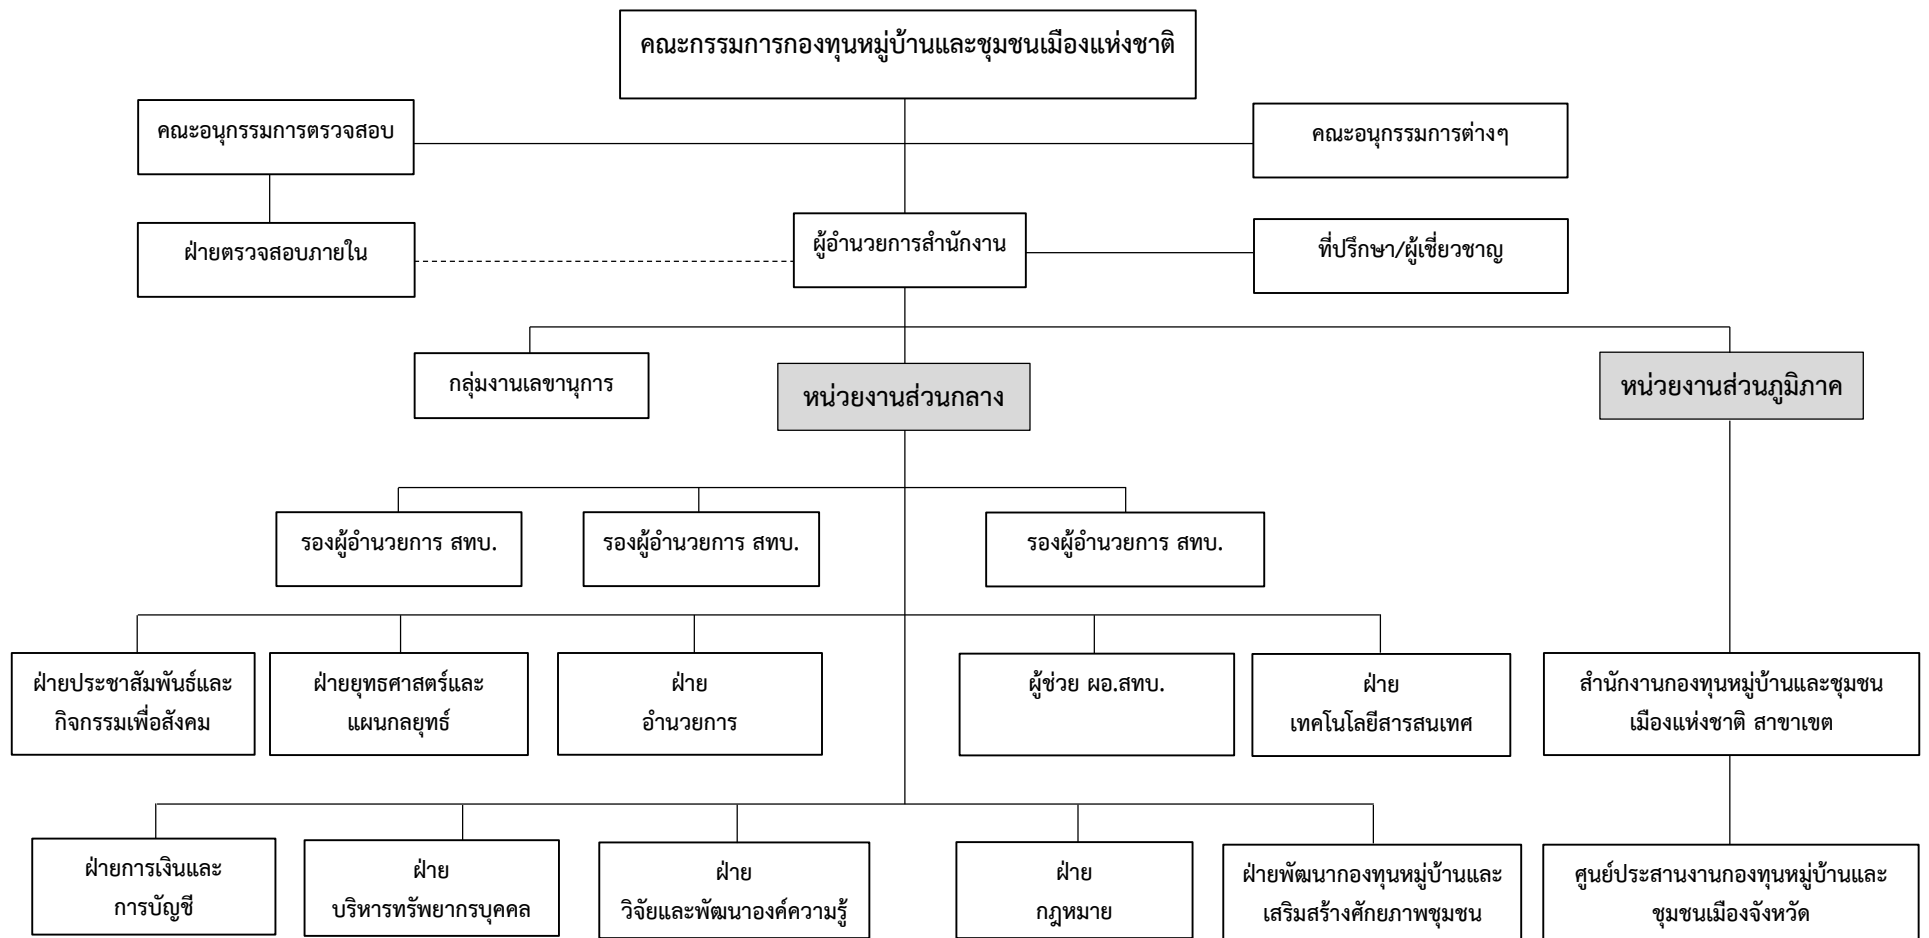 คณะกรรมการกองทุนหมู่บ้านและชุมชนเมืองแห่งชาติ
คณะอนุกรรมการตรวจสอบ
คณะอนุกรรมการต่างๆ
ฝ่ายตรวจสอบภายใน
ผู้อำนวยการสำนักงาน
ที่ปรึกษา/ผู้เชี่ยวชาญ
กลุ่มงานเลขานุการ
หน่วยงานส่วนกลาง
หน่วยงานส่วนภูมิภาค
รองผู้อำนวยการ สทบ.
รองผู้อำนวยการ สทบ.
รองผู้อำนวยการ สทบ.
ฝ่ายประชาสัมพันธ์และ
กิจกรรมเพื่อสังคม
ฝ่ายยุทธศาสตร์และ
แผนกลยุทธ์
ฝ่าย
อำนวยการ
ผู้ช่วย ผอ.สทบ.
ฝ่าย
เทคโนโลยีสารสนเทศ
สำนักงานกองทุนหมู่บ้านและชุมชน
เมืองแห่งชาติ สาขาเขต
ฝ่ายการเงินและ
การบัญชี
ฝ่าย
บริหารทรัพยากรบุคคล
ฝ่าย
วิจัยและพัฒนาองค์ความรู้
ฝ่าย
กฎหมาย
ฝ่ายพัฒนากองทุนหมู่บ้านและ
เสริมสร้างศักยภาพชุมชน
ศูนย์ประสานงานกองทุนหมู่บ้านและ
ชุมชนเมืองจังหวัด